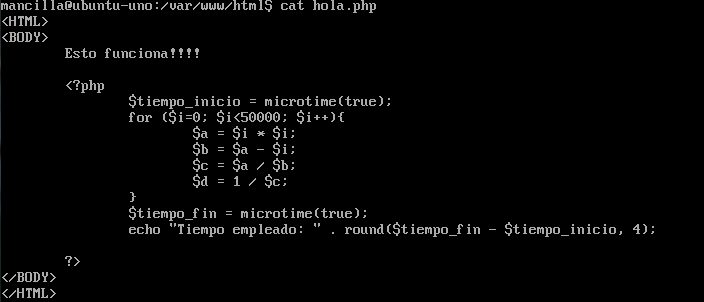 mancilla@ubuntu-uno:/var/www/html$ cat hola.php
<HTML>
<BODY>
        Esto funciona!!!!
        <?php
                $tiempo_inicio = microtime(true);
                for ($i=0; $i<50000; $i++){
                        $a = $i * $i;
                        $b = $a - $i;
                        $c = $a / $b;
                        $d = 1 / $c;
                }
                $tiempo_fin = microtime(true);
                echo "Tiempo empleado: " . round($tiempo_fin - $tiempo_inicio, 4);
        ?>
</BODY>
</HTML>